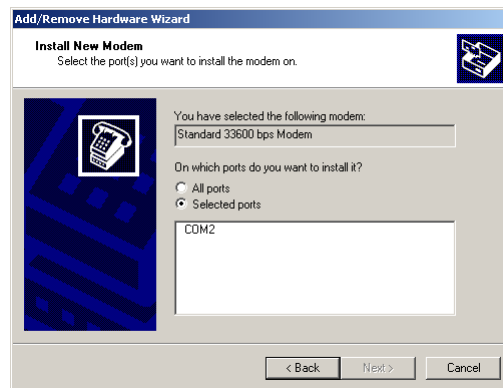 Add/Remove Hardware Wizard
Install New Modem
Select the port(s) you want to install the modem on.
You have selected the following modem:
Standard 33600 bps Modem
On which ports do you want to install it?
All ports
Selected ports
COM2
< Back
Next >
Cancel